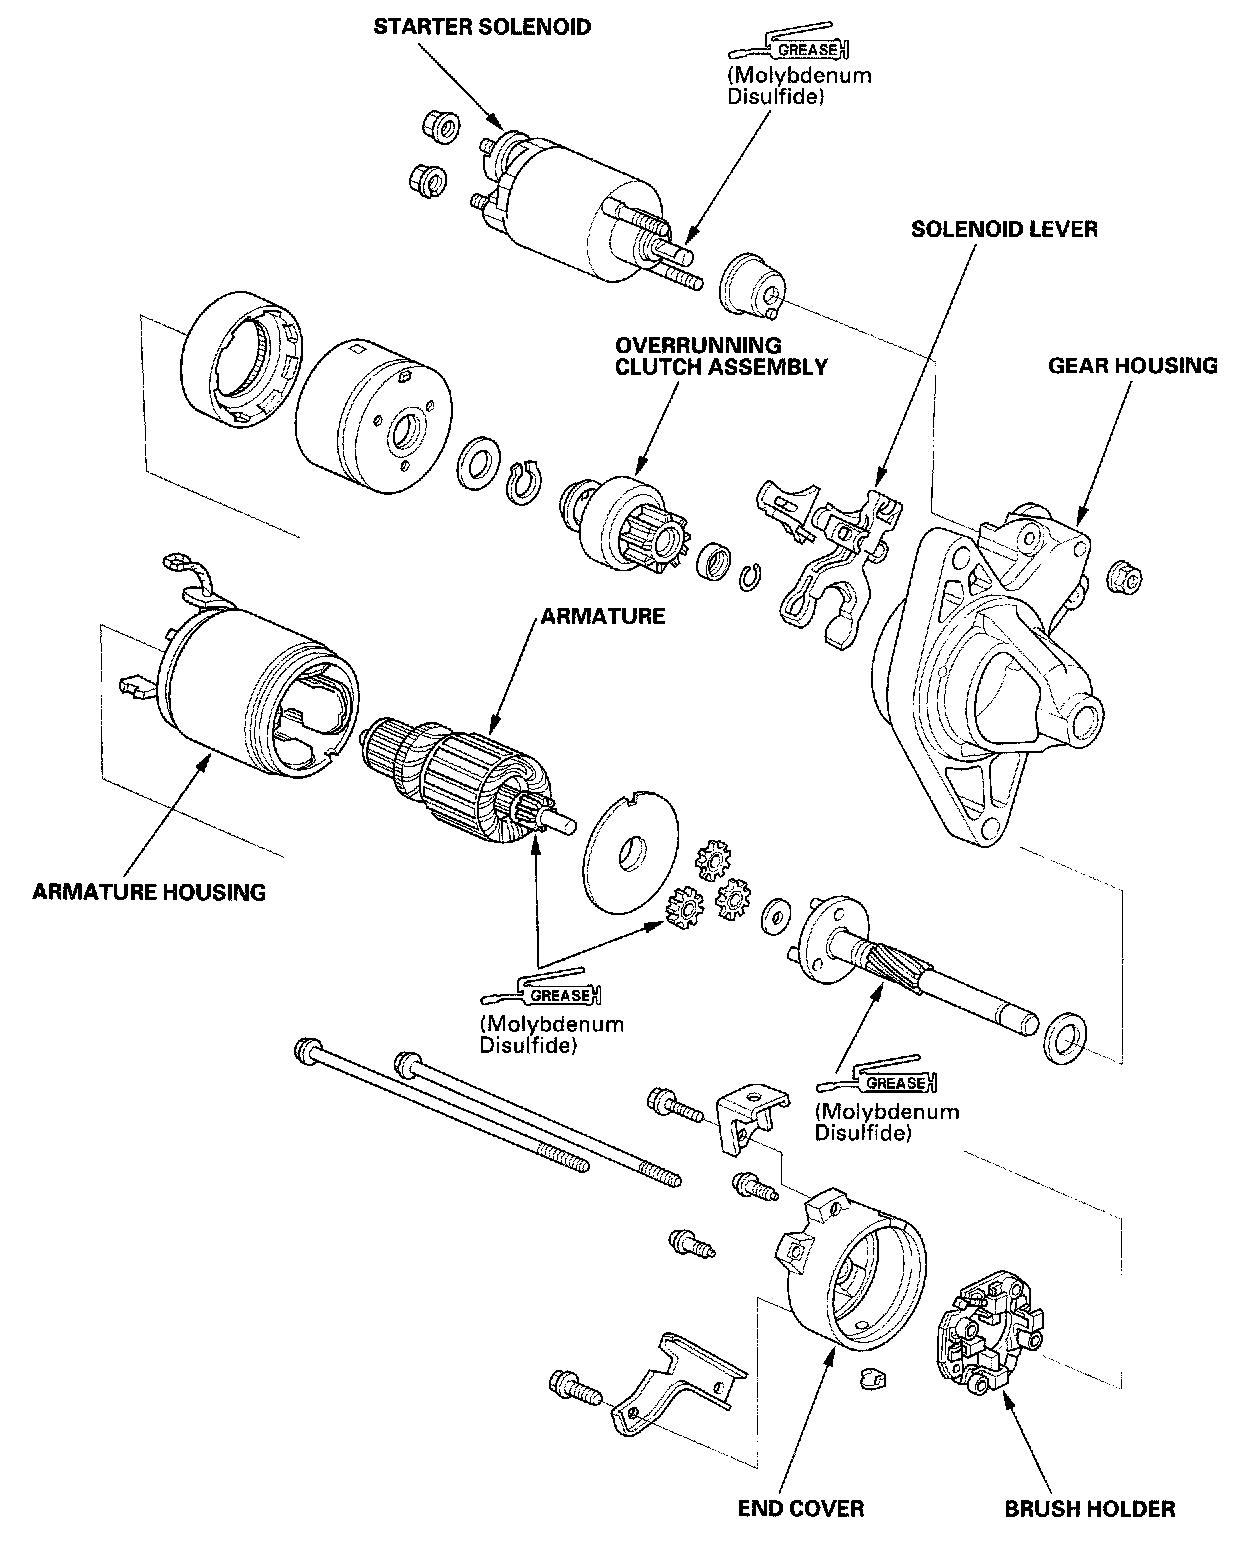 STARTER SOLENOID
GREASE
(Molybdenum
Disulfide)
SOLENOID LEVER
OVERRUNNING
CLUTCH ASSEMBLY
GEAR HOUSING
ARMATURE
ARMATURE HOUSING
GREASE
(Molybdenum
Disulfide)
GREASE
(Molybdenum
Disulfide)
END COVER
BRUSH HOLDER